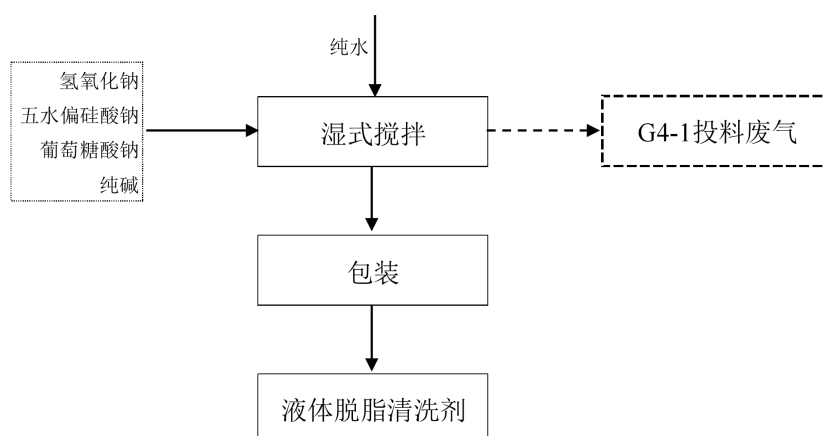 纯水
氢氧化钠
五水偏硅酸钠
葡萄糖酸钠
纯碱
湿式搅拌
G4-1投料废气
包装
液体脱脂清洗剂